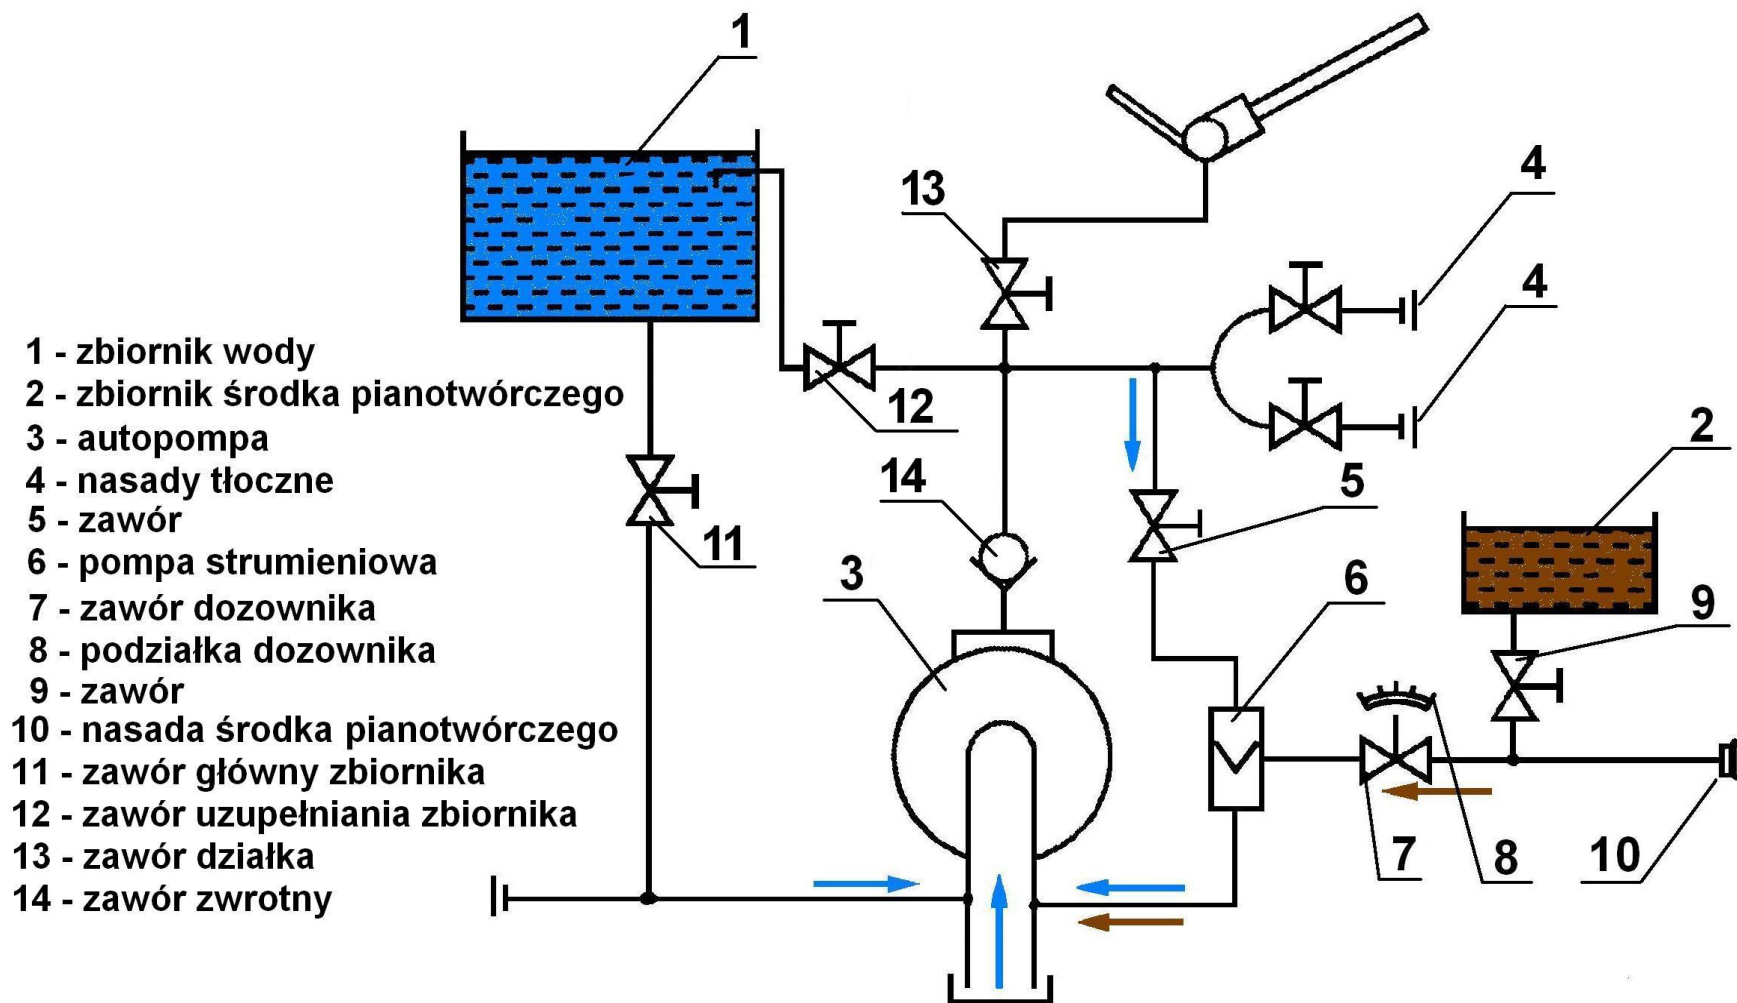 1
13
4
4
12
2
14
5
11
3
6
9
7
8
10
1 - zbiornik wody
2 - zbiornik środka pianotwórczego
3 - autopompa
4 - nasady tłoczne
5 - zawór
6 - pompa strumieniowa
7 - zawór dozownika
8 - podziałka dozownika
9 - zawór
10 - nasada środka pianotwórczego
11 - zawór główny zbiornika
12 - zawór uzupełniania zbiornika
13 - zawór działka
14 - zawór zwrotny